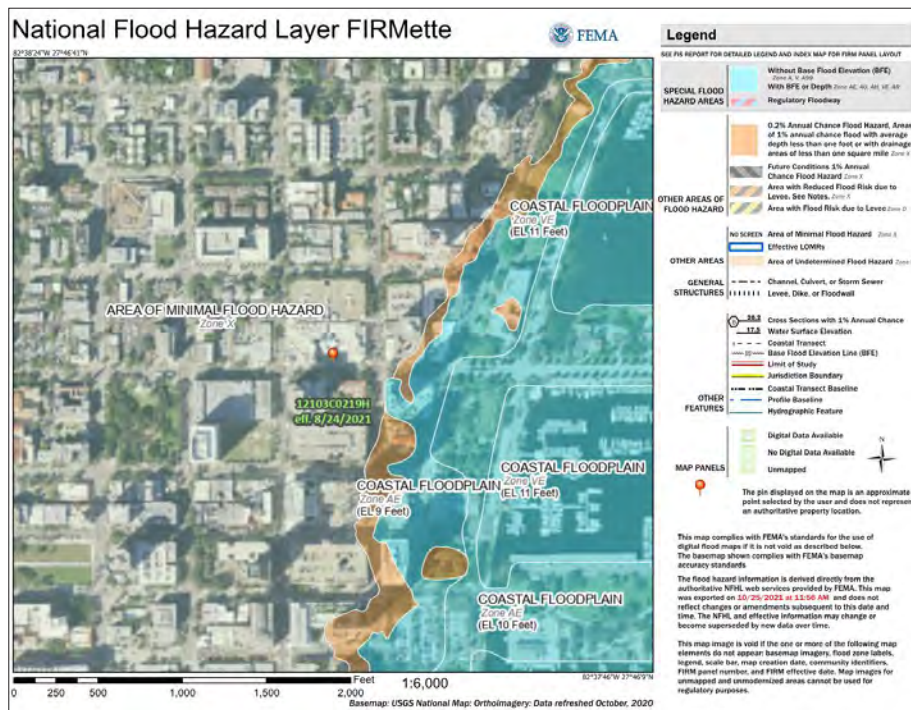 National Flood Hazard Layer FIRMette
FEMA
82°38'24"W 27°46'41"N
AREA OF MINIMAL FLOOD HAZARD
Zone X
COASTAL FLOODPLAIN
Zone VE
(EL 11 Feet)
12103C0219H
eff. 8/24/2021
COASTAL FLOODPLAIN
Zone VE
(EL 11 Feet)
COASTAL FLOODPLAIN
Zone AE
(EL 9 Feet)
COASTAL FLOODPLAIN
Zone AE
(EL 10 Feet)
82°37'46"W 27°46'9"N
Feet
0 250 500 1,000 1,500 2,000
1:6,000
Basemap: USGS National Map: Orthoimagery: Data refreshed October, 2020
Legend
SEE FIS REPORT FOR DETAILED LEGEND AND INDEX MAP FOR FIRM PANEL LAYOUT
SPECIAL FLOOD
HAZARD AREAS
Without Base Flood Elevation (BFE)
Zone A, V, A99
With BFE or Depth Zone AE, AO, AH, VE, AR
Regulatory Floodway
OTHER AREAS OF
FLOOD HAZARD
0.2% Annual Chance Flood Hazard, Areas
of 1% annual chance flood with average
depth less than one foot or with drainage
areas of less than one square mile Zone X
Future Conditions 1% Annual
Chance Flood Hazard Zone X
Area with Reduced Flood Risk due to
Levee. See Notes. Zone X
Area with Flood Risk due to Levee Zone D
OTHER AREAS
NO SCREEN Area of Minimal Flood Hazard Zone X
Effective LOMRs
Area of Undetermined Flood Hazard Zone
GENERAL
STRUCTURES
Channel, Culvert, or Storm Sewer
Levee, Dike, or Floodwall
OTHER
FEATURES
20.2 Cross Sections with 1% Annual Chance
17.5 Water Surface Elevation
Coastal Transect
Base Flood Elevation Line (BFE)
Limit of Study
Jurisdiction Boundary
Coastal Transect Baseline
Profile Baseline
Hydrographic Feature
MAP PANELS
Digital Data Available
No Digital Data Available
Unmapped
N
The pin displayed on the map is an approximate
point selected by the user and does not represen
an authoritative property location.
This map complies with FEMA's standards for the use of
digital flood maps if it is not void as described below.
The basemap shown complies with FEMA's basemap
accuracy standards
The flood hazard information is derived directly from the
authoritative NFHL web services provided by FEMA. This map
was exported on 10/25/2021 at 11:56 AM and does not
reflect changes or amendments subsequent to this date and
time. The NFHL and effective information may change or
become superseded by new data over time.
This map image is void if the one or more of the following map
elements do not appear: basemap imagery, flood zone labels,
legend, scale bar, map creation date, community identifiers,
FIRM panel number, and FIRM effective date. Map images for
unmapped and unmodernized areas cannot be used for
regulatory purposes.